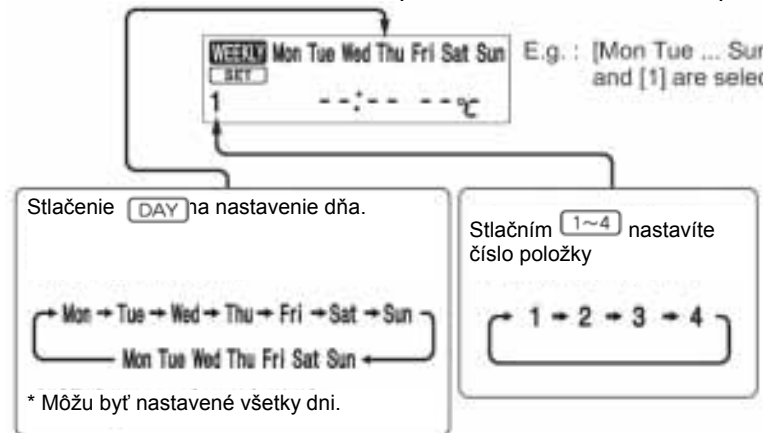 WEEKLY Mon Tue Wed Thu Fri Sat Sun
SET
1 --:-- --℃
E.g. : [Mon Tue ... Sun
and [1] are selec
Stlačenie DAY na nastavenie dňa.
Mon → Tue → Wed → Thu → Fri → Sat → Sun
Mon Tue Wed Thu Fri Sat Sun
* Môžu byť nastavené všetky dni.
Stlačním 1~4 nastavíte
číslo položky
1 → 2 → 3 → 4